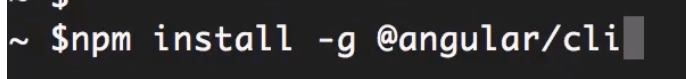 ~ $
~ $npm install -g @angular/cli